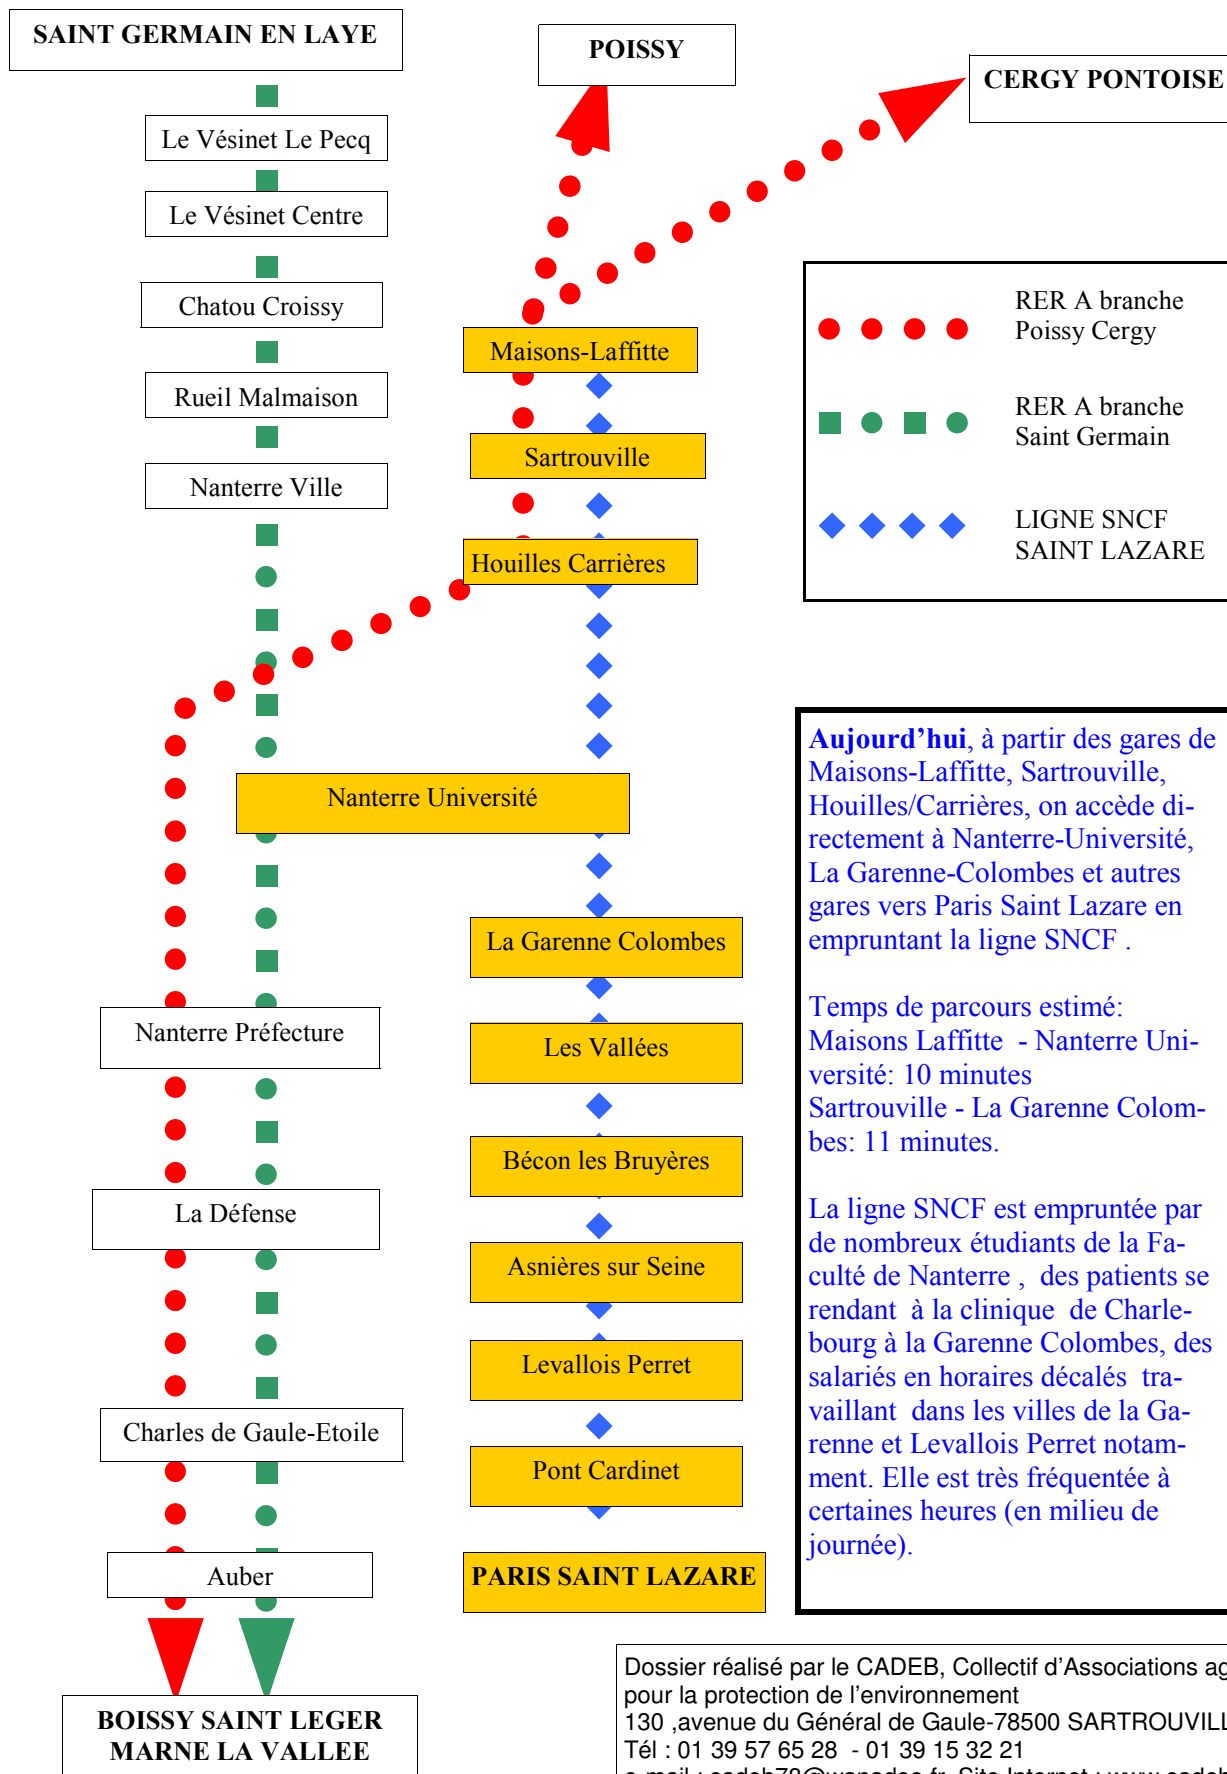 SAINT GERMAIN EN LAYE
POISSY
CERGY PONTOISE
Le Vésinet Le Pecq
Le Vésinet Centre
Chatou Croissy
Rueil Malmaison
Nanterre Ville
Maisons-Laffitte
Sartrouville
Houilles Carrières
RER A branche
Poissy Cergy
RER A branche
Saint Germain
LIGNE SNCF
SAINT LAZARE
Nanterre Université
La Garenne Colombes
Nanterre Préfecture
Les Vallées
Bécon les Bruyères
La Défense
Asnières sur Seine
Levallois Perret
Charles de Gaule-Etoile
Pont Cardinet
Auber
PARIS SAINT LAZARE
BOISSY SAINT LEGER
MARNE LA VALLEE
Aujourd’hui, à partir des gares de
Maisons-Laffitte, Sartrouville,
Houilles/Carrières, on accède di-
rectement à Nanterre-Université,
La Garenne-Colombes et autres
gares vers Paris Saint Lazare en
empruntant la ligne SNCF .
Temps de parcours estimé:
Maisons Laffitte - Nanterre Uni-
versité: 10 minutes
Sartrouville - La Garenne Colom-
bes: 11 minutes.
La ligne SNCF est empruntée par
de nombreux étudiants de la Fa-
culté de Nanterre , des patients se
rendant à la clinique de Charle-
bourg à la Garenne Colombes, des
salariés en horaires décalés tra-
vaillant dans les villes de la Ga-
renne et Levallois Perret notam-
ment. Elle est très fréquentée à
certaines heures (en milieu de
journée).
Dossier réalisé par le CADEB, Collectif d’Associations
pour la protection de l’environnement
130 ,avenue du Général de Gaule-78500
Tél : 01 39 57 65 28 - 01 39 15 32 21
e-mail : cadeb78@wanadoo.fr Site Internet :